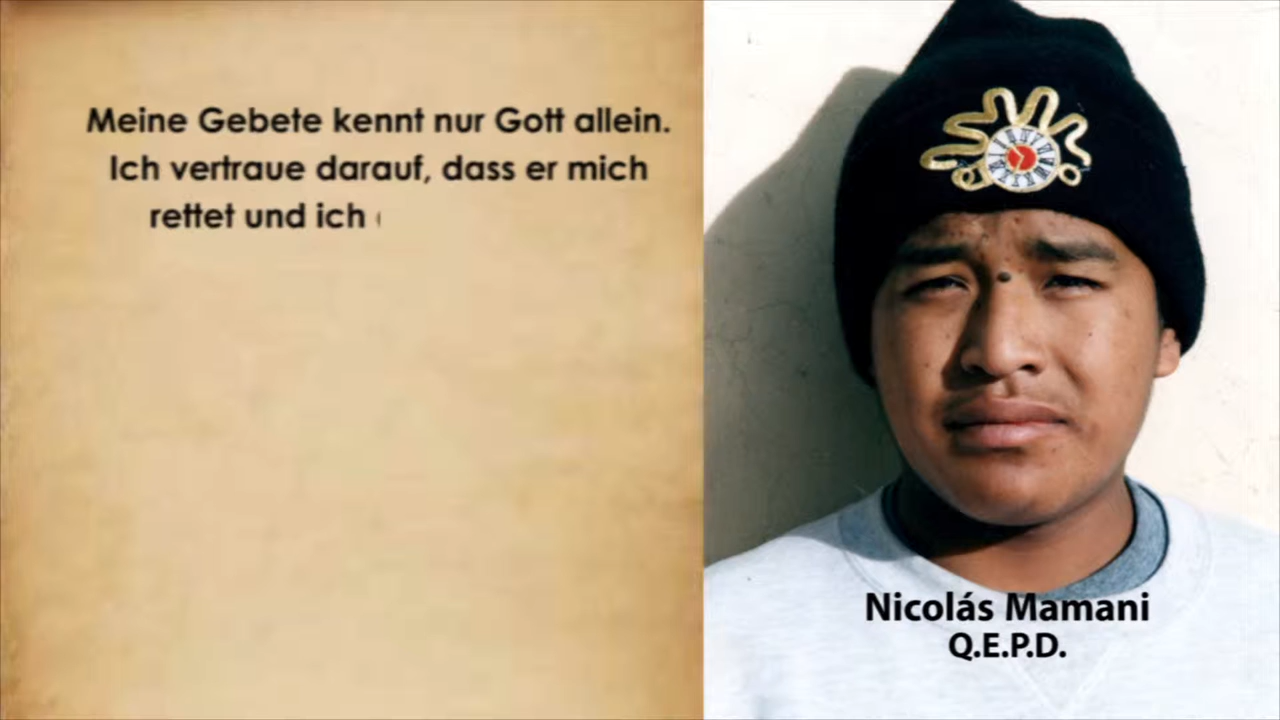 Meine Gebete kennt nur Gott allein.
Ich vertraue darauf, dass er mich
rettet und ich
Nicolás Mamani
Q.E.P.D.